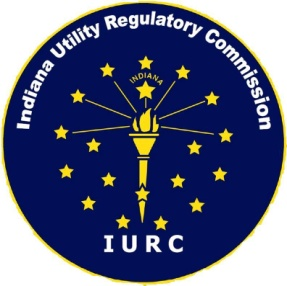 Indiana Utility Regulatory Commission
INDIANA
IURC